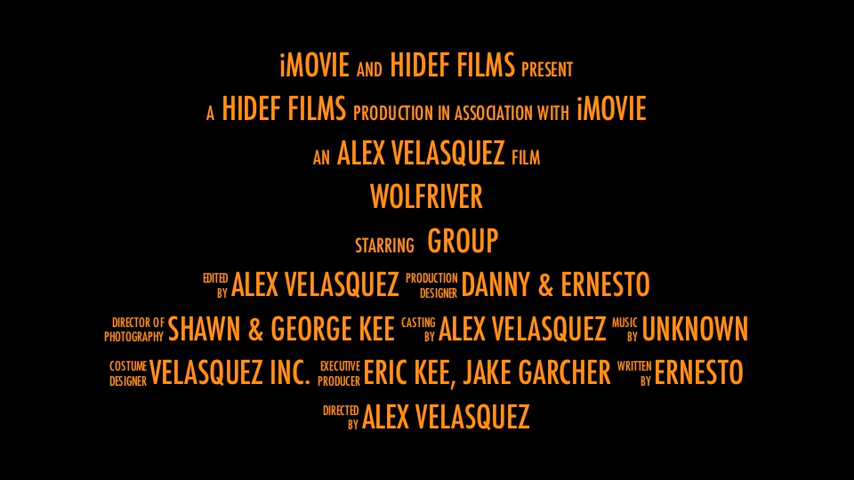 iMOVIE AND HIDEF FILMS PRESENT
A HIDEF FILMS PRODUCTION IN ASSOCIATION WITH iMOVIE
AN ALEX VELASQUEZ FILM
WOLFRIVER
STARRING GROUP
EDITED BY ALEX VELASQUEZ PRODUCTION DESIGNER DANNY & ERNESTO
DIRECTOR OF PHOTOGRAPHY SHAWN & GEORGE KEE CASTING BY ALEX VELASQUEZ MUSIC BY UNKNOWN
COSTUME DESIGNER VELASQUEZ INC. EXECUTIVE PRODUCER ERIC KEE, JAKE GARCHER WRITTEN BY ERNESTO
DIRECTED BY ALEX VELASQUEZ